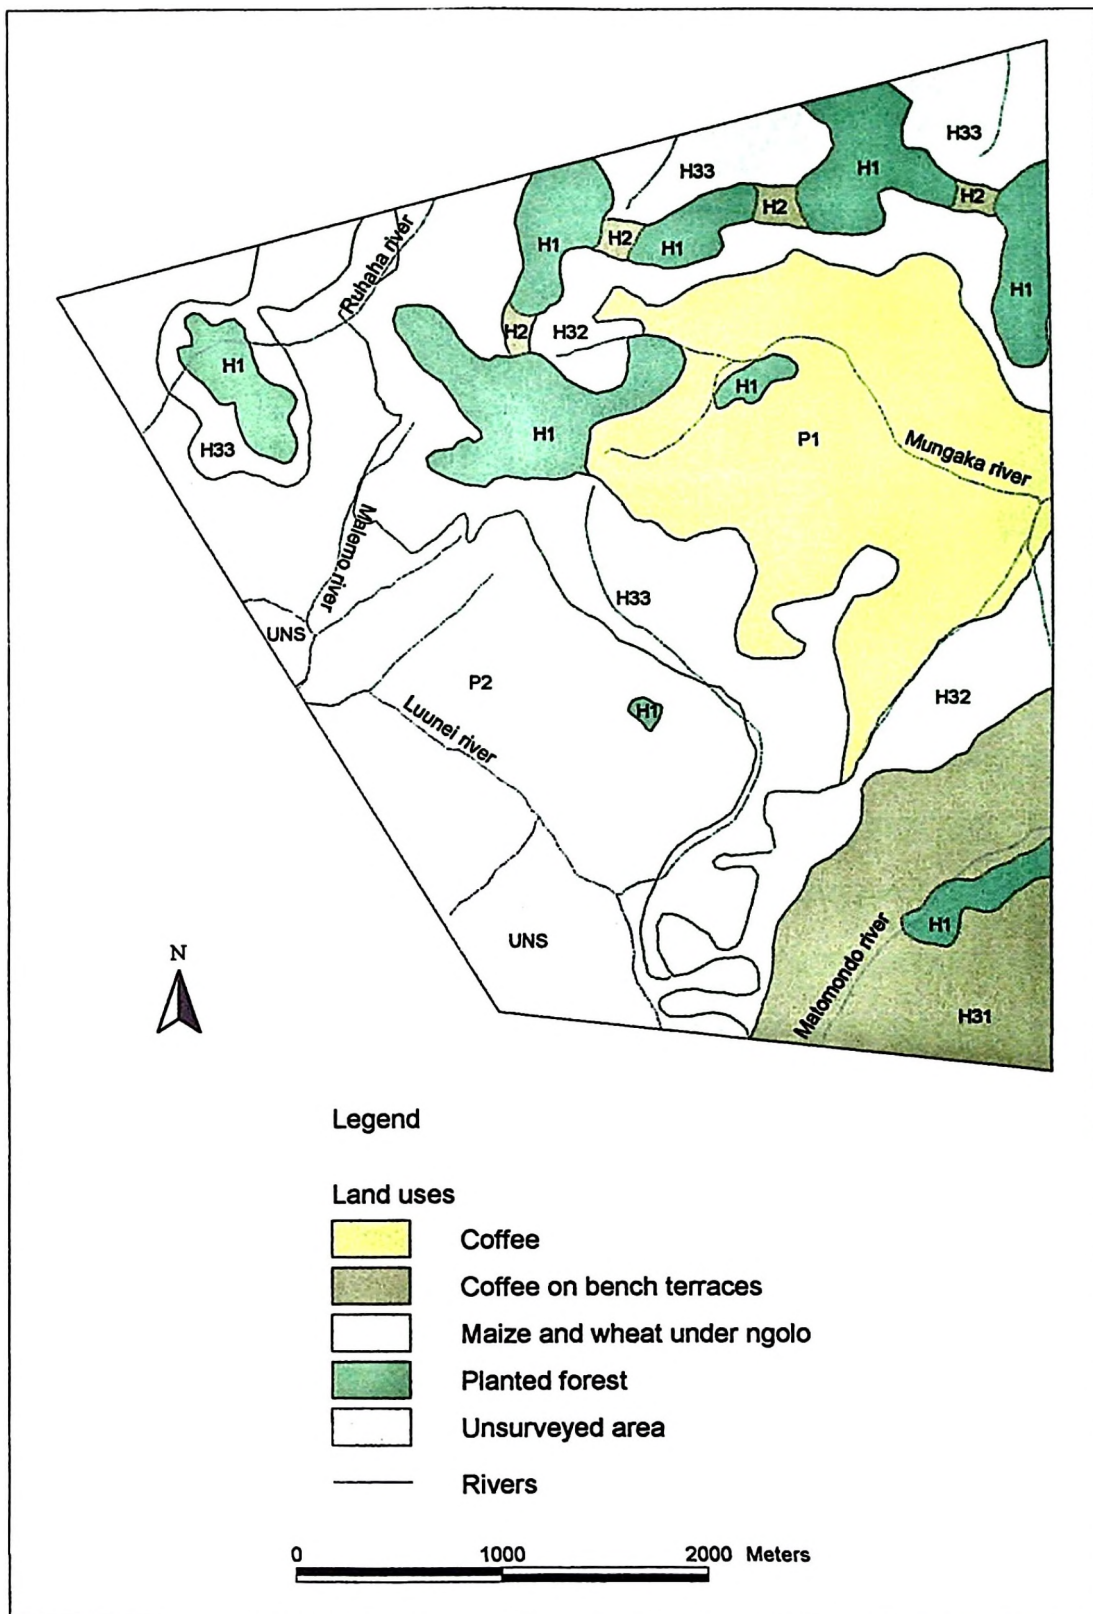 H33
H33
H1
H2
H2
H2
H1
H1
H1
Ruhaha river
H2
H32
H1
H1
H33
H1
H1
P1
Mungaka river
Malemo river
UNS
H33
P2
H1
H32
Luunei river
UNS
H1
Matomondo river
H31
N
Legend
Land uses
Coffee
Coffee on bench terraces
Maize and wheat under ngolo
Planted forest
Unsurveyed area
Rivers
0 1000 2000 Meters